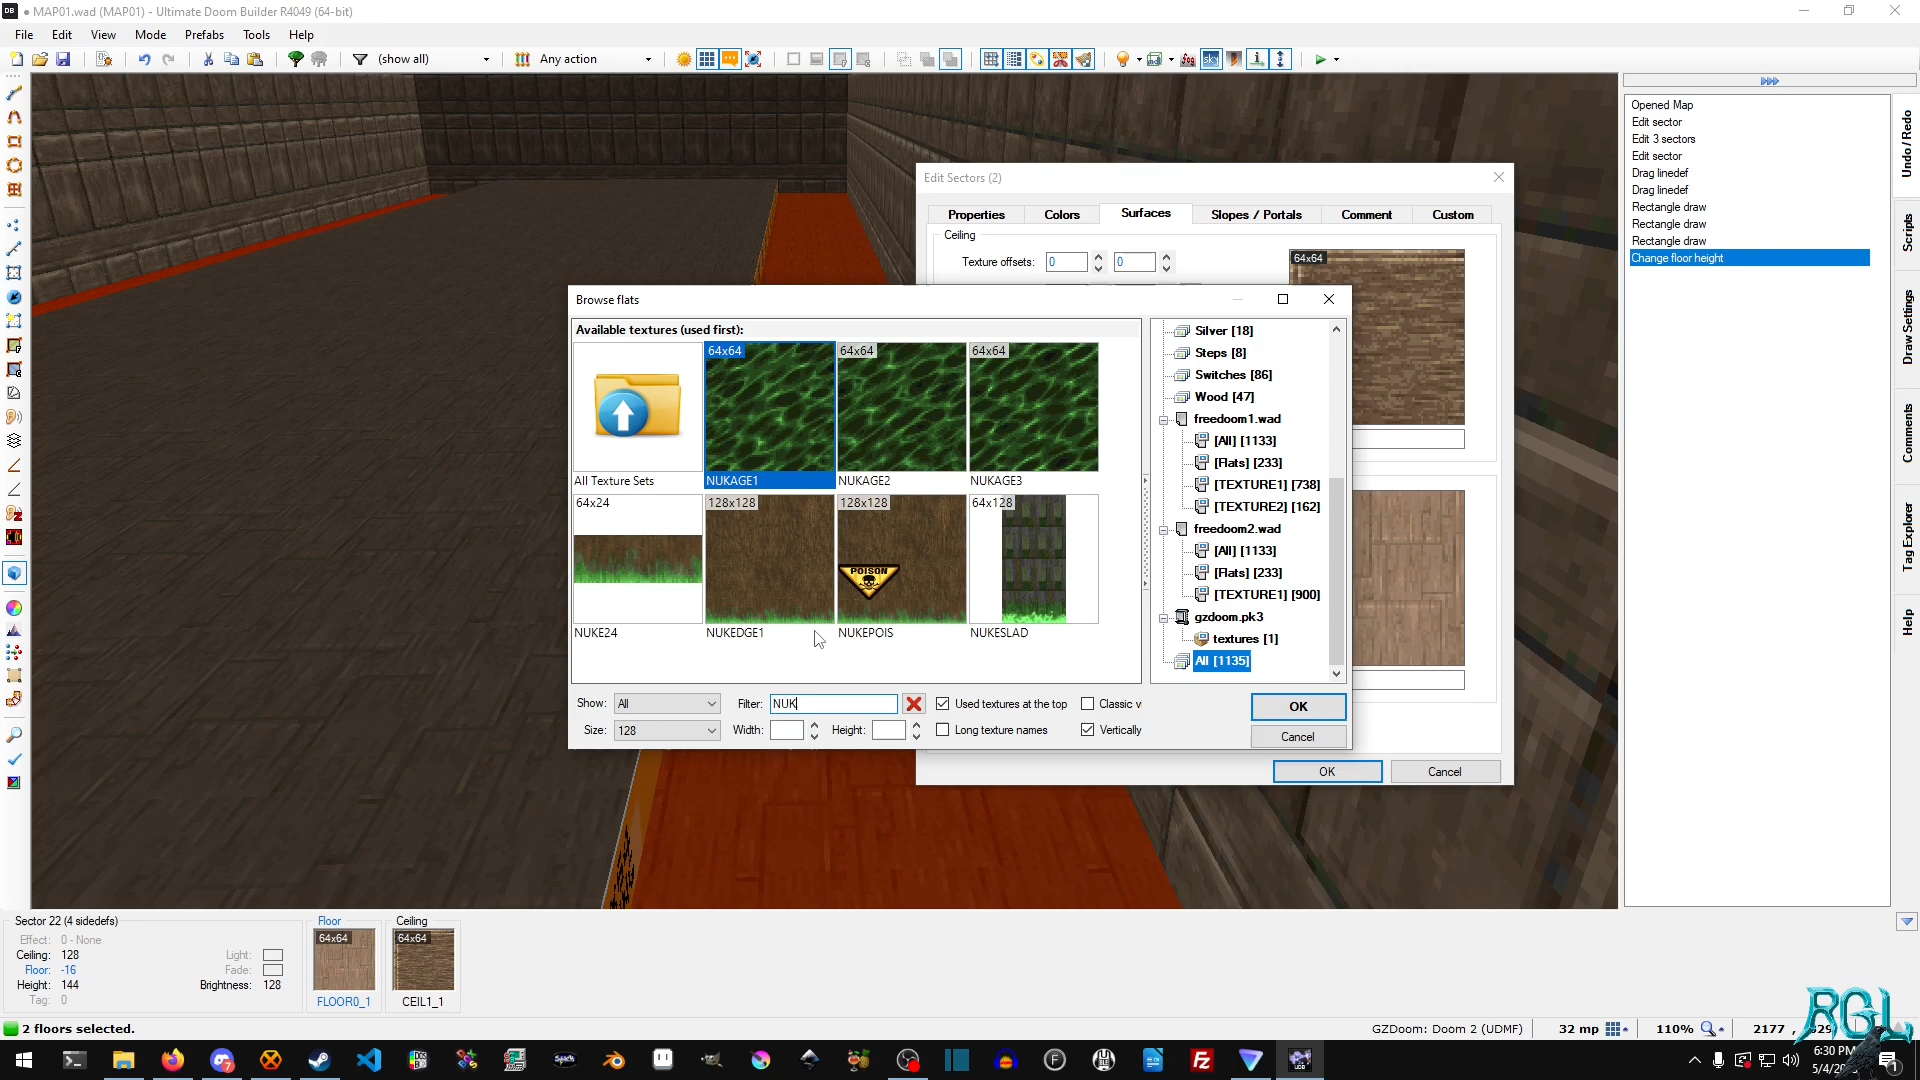 MAP01.wad (MAP01) - Ultimate Doom Builder R4049 (64-bit)
File Edit View Mode Prefabs Tools Help
(show all)
Any action
Opened Map
Edit sector
Edit 3 sectors
Edit sector
Drag linedef
Drag linedef
Rectangle draw
Rectangle draw
Rectangle draw
Change floor height
Undo / Redo
Scripts
Draw Settings
Comments
Tag Explorer
Help
Edit Sectors (2)
Properties Colors Surfaces Slopes / Portals Comment Custom
Ceiling
Texture offsets: 0 0
64x64
Browse flats
Available textures (used first):
All Texture Sets
64x64 NUKAGE1
64x64 NUKAGE2
64x64 NUKAGE3
64x24 NUKE24
128x128 NUKEDGE1
128x128 POISON NUKEPOIS
64x128 NUKESLAD
Silver [18]
Steps [8]
Switches [86]
Wood [47]
freedoom1.wad
[All] [1133]
[Flats] [233]
[TEXTURE1] [738]
[TEXTURE2] [162]
freedoom2.wad
[All] [1133]
[Flats] [233]
[TEXTURE1] [900]
gzdoom.pk3
textures [1]
All [1135]
Show: All Filter: NUK Used textures at the top Classic v
Size: 128 Width: Height: Long texture names Vertically
OK
Cancel
OK Cancel
Sector 22 (4 sidedefs)
Effect: 0 - None
Ceiling: 128 Light:
Floor: -16 Fade:
Height: 144 Brightness: 128
Tag: 0
Floor
64x64
FLOOR0_1
Ceiling
64x64
CEIL1_1
2 floors selected.
GZDoom: Doom 2 (UDMF) 32 mp 110% 2177 ,
RGL
6:30 PM